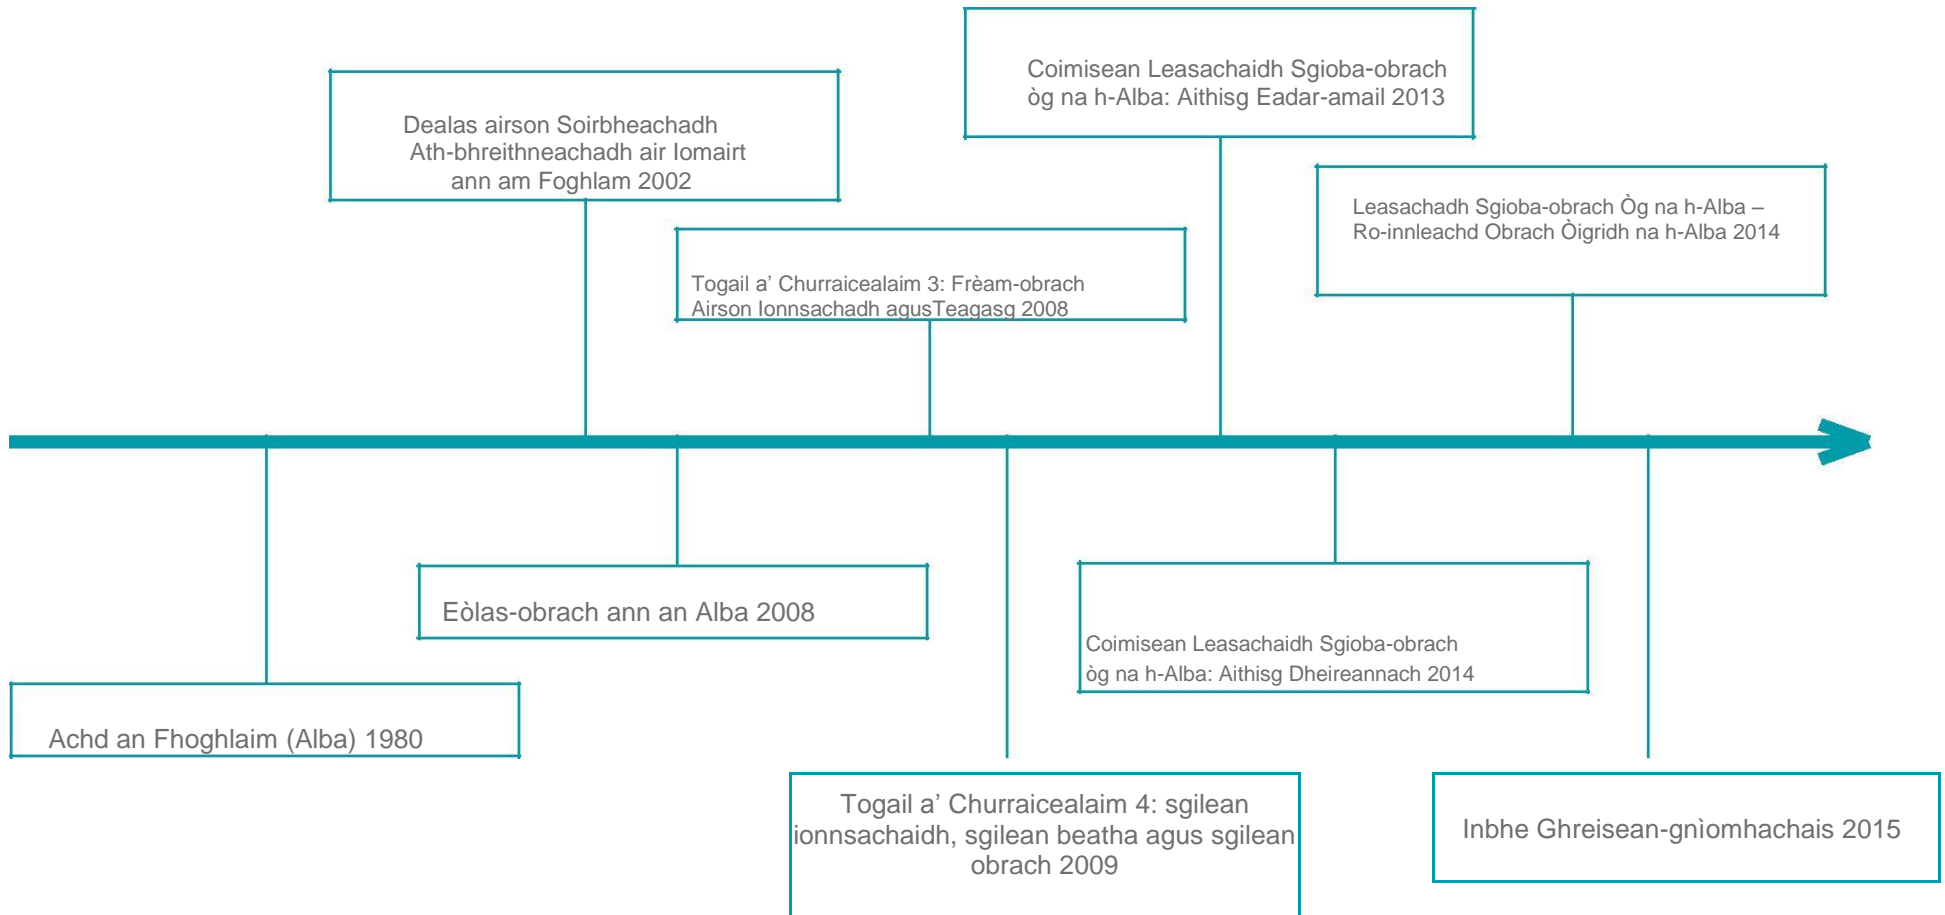 Coimisean Leasachaidh Sgioba-obrach
òg na h-Alba: Aithisg Eadar-amail 2013
Dealas airson Soirbheachadh
Ath-bhreithneachadh air Iomairt
ann am Foghlam 2002
Leasachadh Sgioba-obrach Òg na h-Alba –
Ro-innleachd Obrach Òigridh na h-Alba 2014
Togail a’ Churraicealaim 3: Frèam-obrach
Airson Ionnsachadh agusTeagasg 2008
Eòlas-obrach ann an Alba 2008
Coimisean Leasachaidh Sgioba-obrach
òg na h-Alba: Aithisg Dheireannach 2014
Achd an Fhoghlaim (Alba) 1980
Togail a’ Churraicealaim 4: sgilean
ionnsachaidh, sgilean beatha agus sgilean
obrach 2009
Inbhe Ghreisean-gnìomhachais 2015